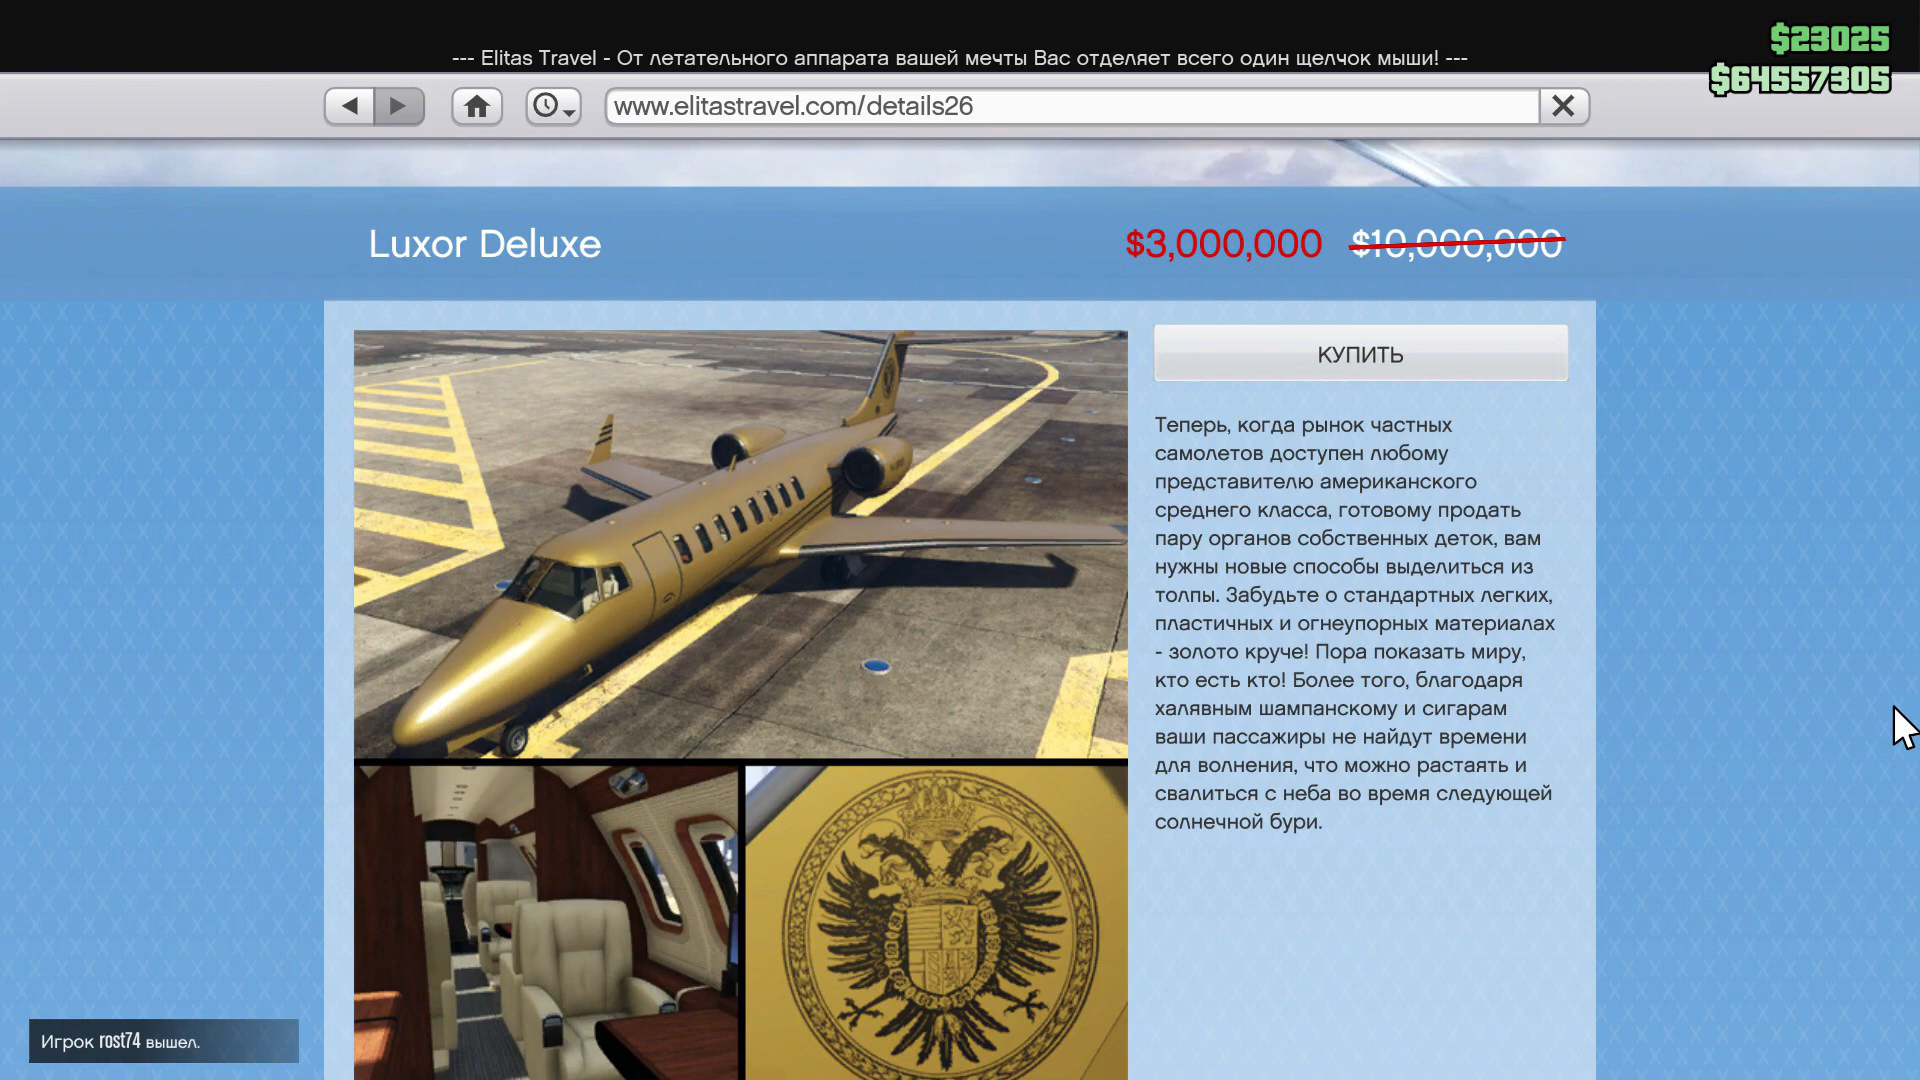 $23025
--- Elitas Travel - От летательного аппарата вашей мечты Вас отделяет всего один щелчок мыши! ---
$64557305
www.elitastravel.com/details26
Luxor Deluxe
$3,000,000 $10,000,000
КУПИТЬ
Теперь, когда рынок частных
самолетов доступен любому
представителю американского
среднего класса, готовому продать
пару органов собственных деток, вам
нужны новые способы выделиться из
толпы. Забудьте о стандартных легких,
пластичных и огнеупорных материалах
- золото круче! Пора показать миру,
кто есть кто! Более того, благодаря
халявным шампанскому и сигарам
ваши пассажиры не найдут времени
для волнения, что можно растаять и
свалиться с неба во время следующей
солнечной бури.
Игрок rost74 вышел.